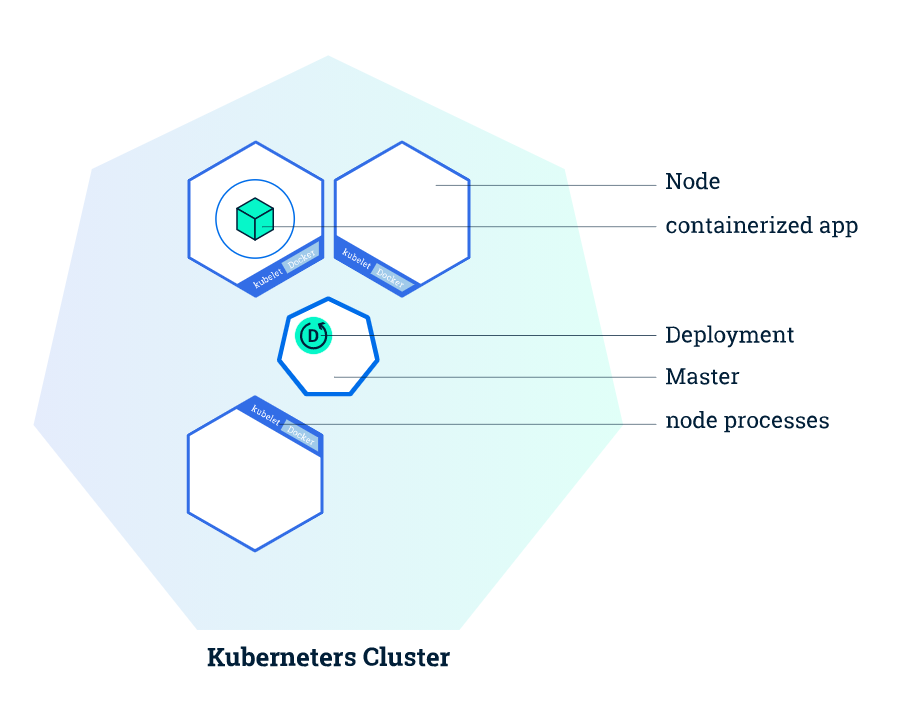 Node
containerized app
kubelet Docker
kubelet Docker
D
Deployment
Master
kubelet Docker
node processes
Kuberneters Cluster